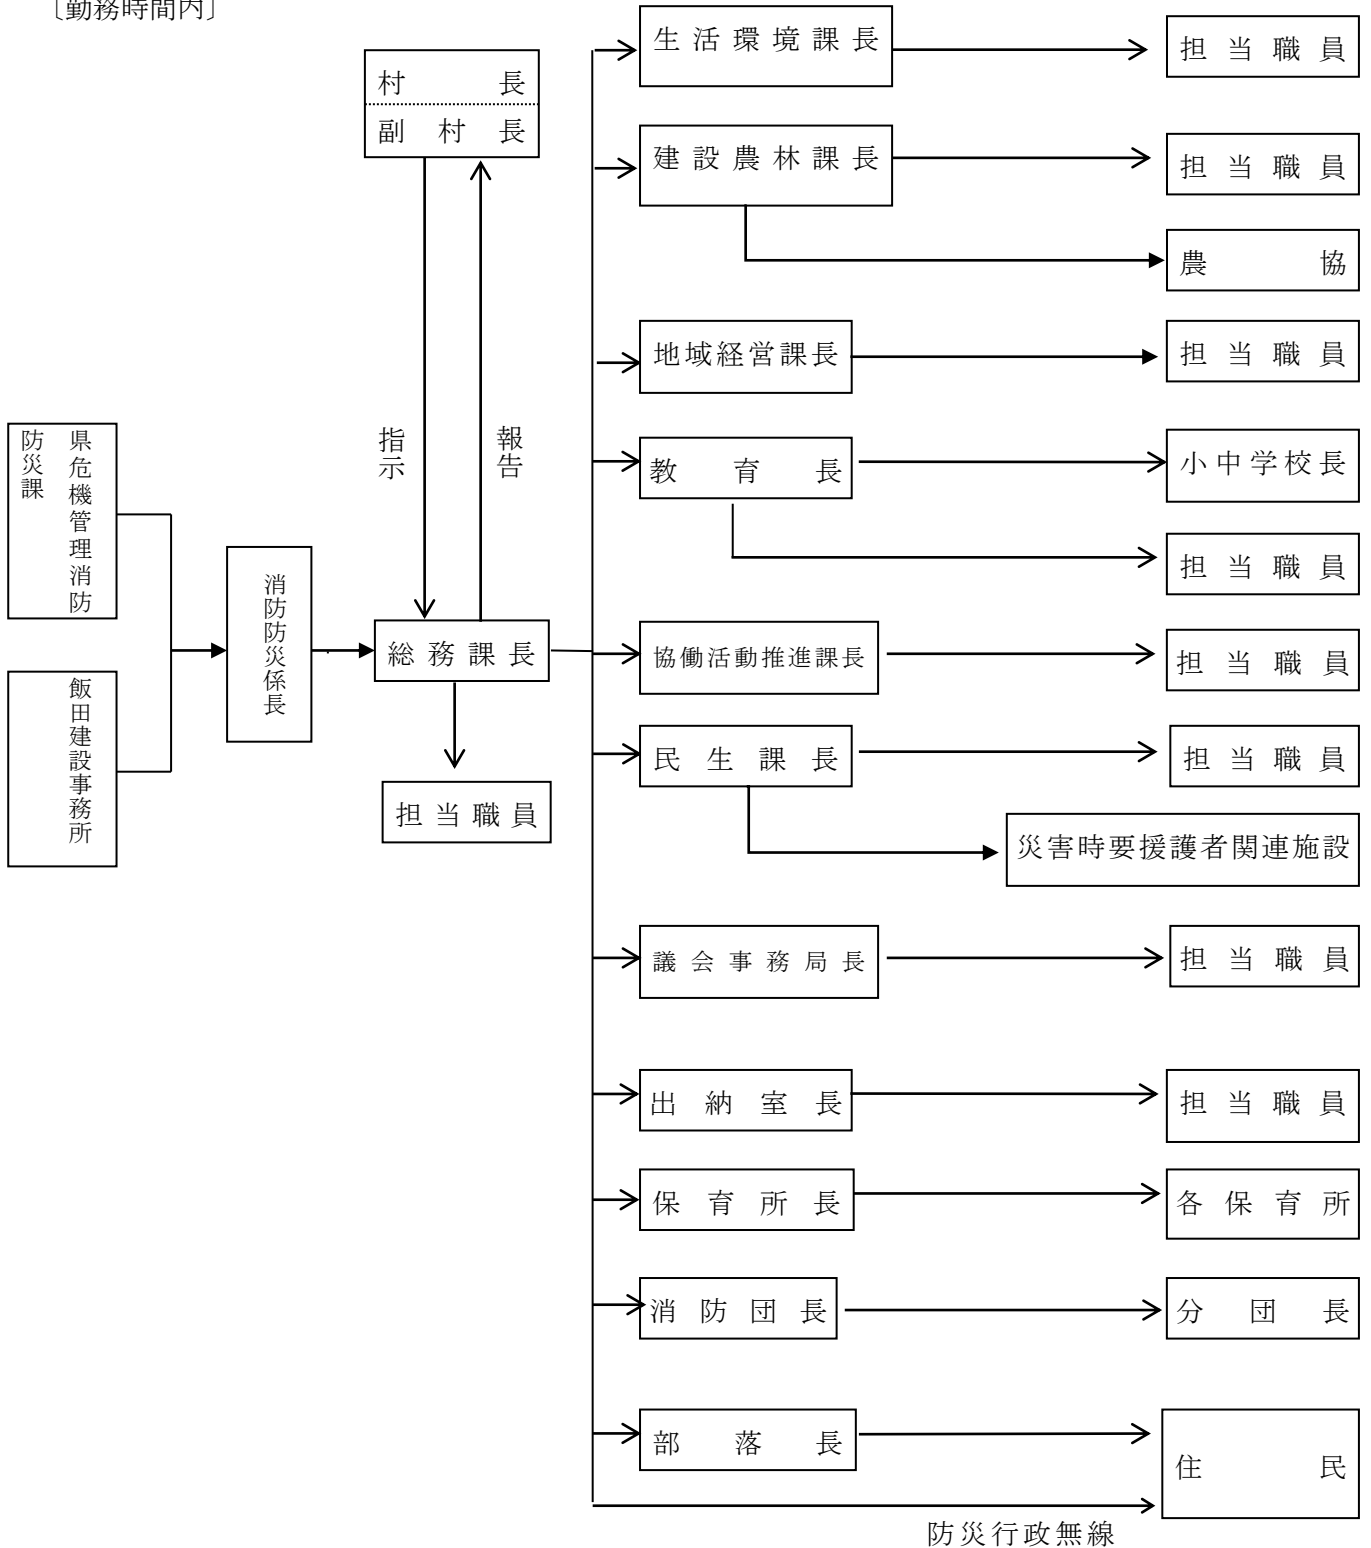 〔勤務時間内〕
村長
副村長
指示
報告
県危機管理消防
防災課
飯田建設事務所
消防防災係長
総務課長
担当職員
生活環境課長
担当職員
建設農林課長
担当職員
農協
地域経営課長
担当職員
教育長
小中学校長
担当職員
協働活動推進課長
担当職員
民生課長
担当職員
災害時要援護者関連施設
議会事務局長
担当職員
出納室長
担当職員
保育所長
各保育所
消防団長
分団長
部落長
住民
防災行政無線